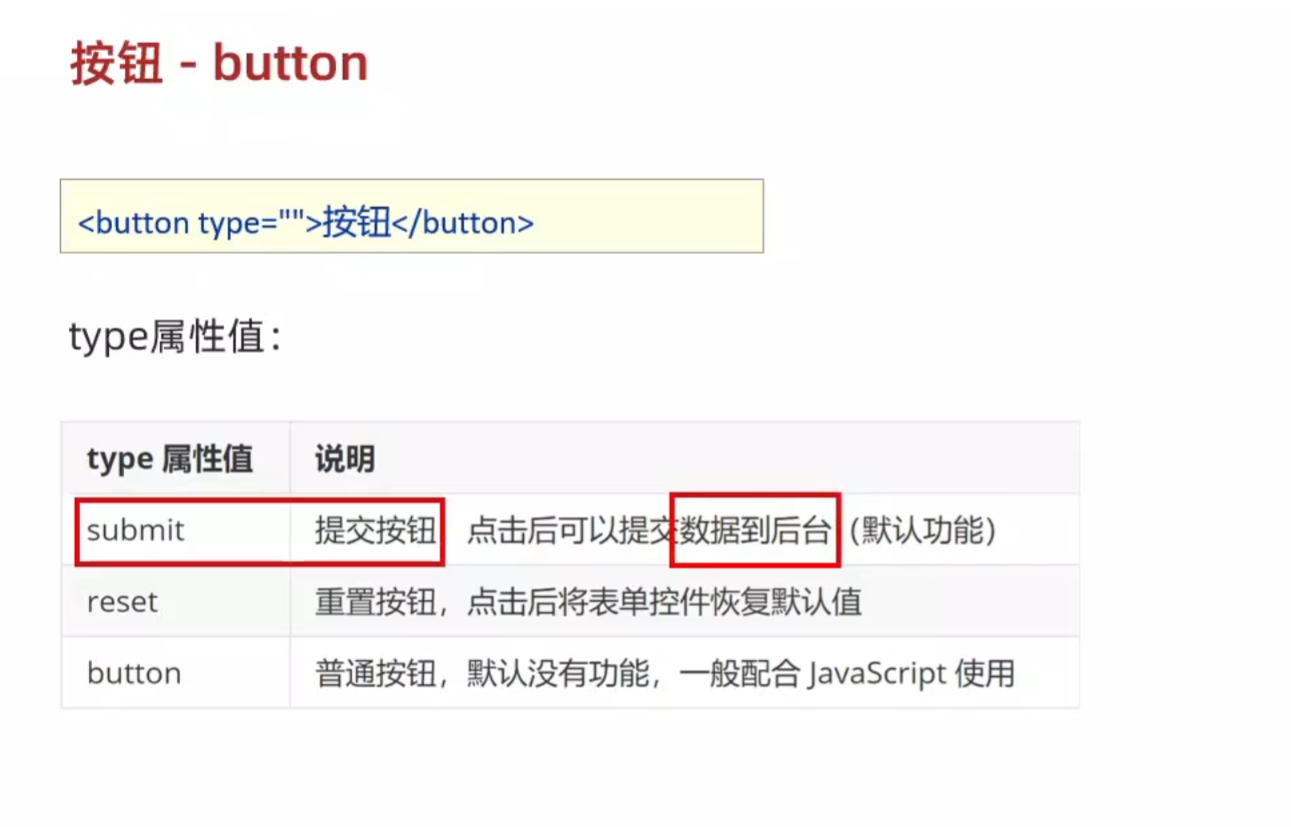 按钮 - button
<button type="">按钮</button>
type属性值：
type 属性值 说明
submit 提交按钮 点击后可以提交数据到后台（默认功能）
reset 重置按钮，点击后将表单控件恢复默认值
button 普通按钮，默认没有功能，一般配合 JavaScript 使用